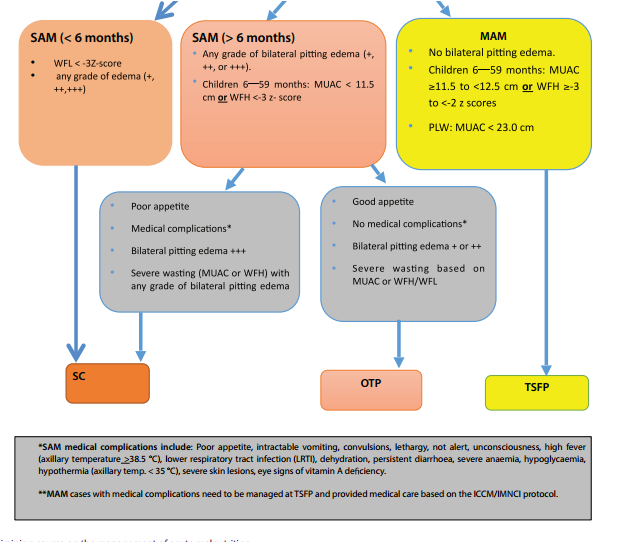 SAM (< 6 months)
• WFL < -3Z-score
• any grade of edema (+,
++,+++)
SAM (> 6 months)
• Any grade of bilateral pitting edema (+,
++, or +++).
• Children 6—59 months: MUAC < 11.5
cm or WFH <-3 z- score
MAM
• No bilateral pitting edema.
• Children 6—59 months: MUAC
≥11.5 to <12.5 cm or WFH ≥-3
to <-2 z scores
• PLW: MUAC < 23.0 cm
• Poor appetite
• Medical complications*
• Bilateral pitting edema +++
• Severe wasting (MUAC or WFH) with
any grade of bilateral pitting edema
• Good appetite
• No medical complications*
• Bilateral pitting edema + or ++
• Severe wasting based on
MUAC or WFH/WFL
SC
OTP
TSFP
*SAM medical complications include: Poor appetite, intractable vomiting, convulsions, lethargy, not alert, unconsciousness, high fever
(axillary temperature >38.5 °C), lower respiratory tract infection (LRTI), dehydration, persistent diarrhoea, severe anaemia, hypoglycaemia,
hypothermia (axillary temp. < 35 °C), severe skin lesions, eye signs of vitamin A deficiency.
**MAM cases with medical complications need to be managed at TSFP and provided medical care based on the ICCM/IMNCI protocol.